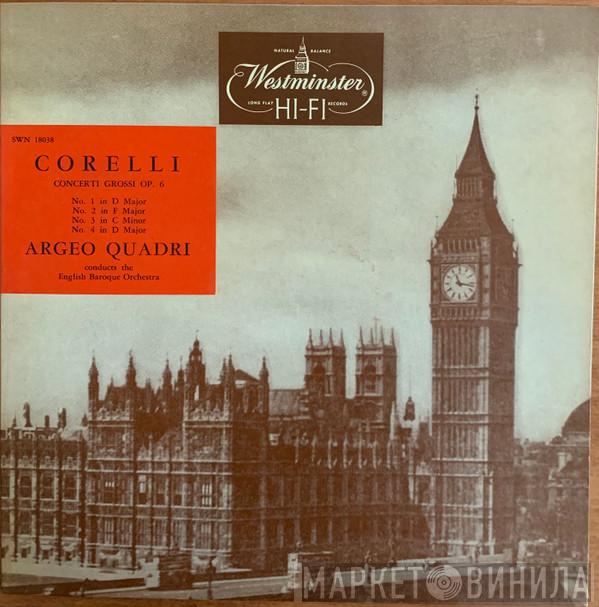 NATURAL BALANCE
Westminster ®
LONG PLAY RECORDS
HI-FI
SWN 18038
CORELLI
CONCERTI GROSSI OP. 6
No. 1 in D Major
No. 2 in F Major
No. 3 in C Minor
No. 4 in D Major
ARGEO QUADRI
conducts the
English Baroque Orchestra
МАРКЕТ ВИНИЛА